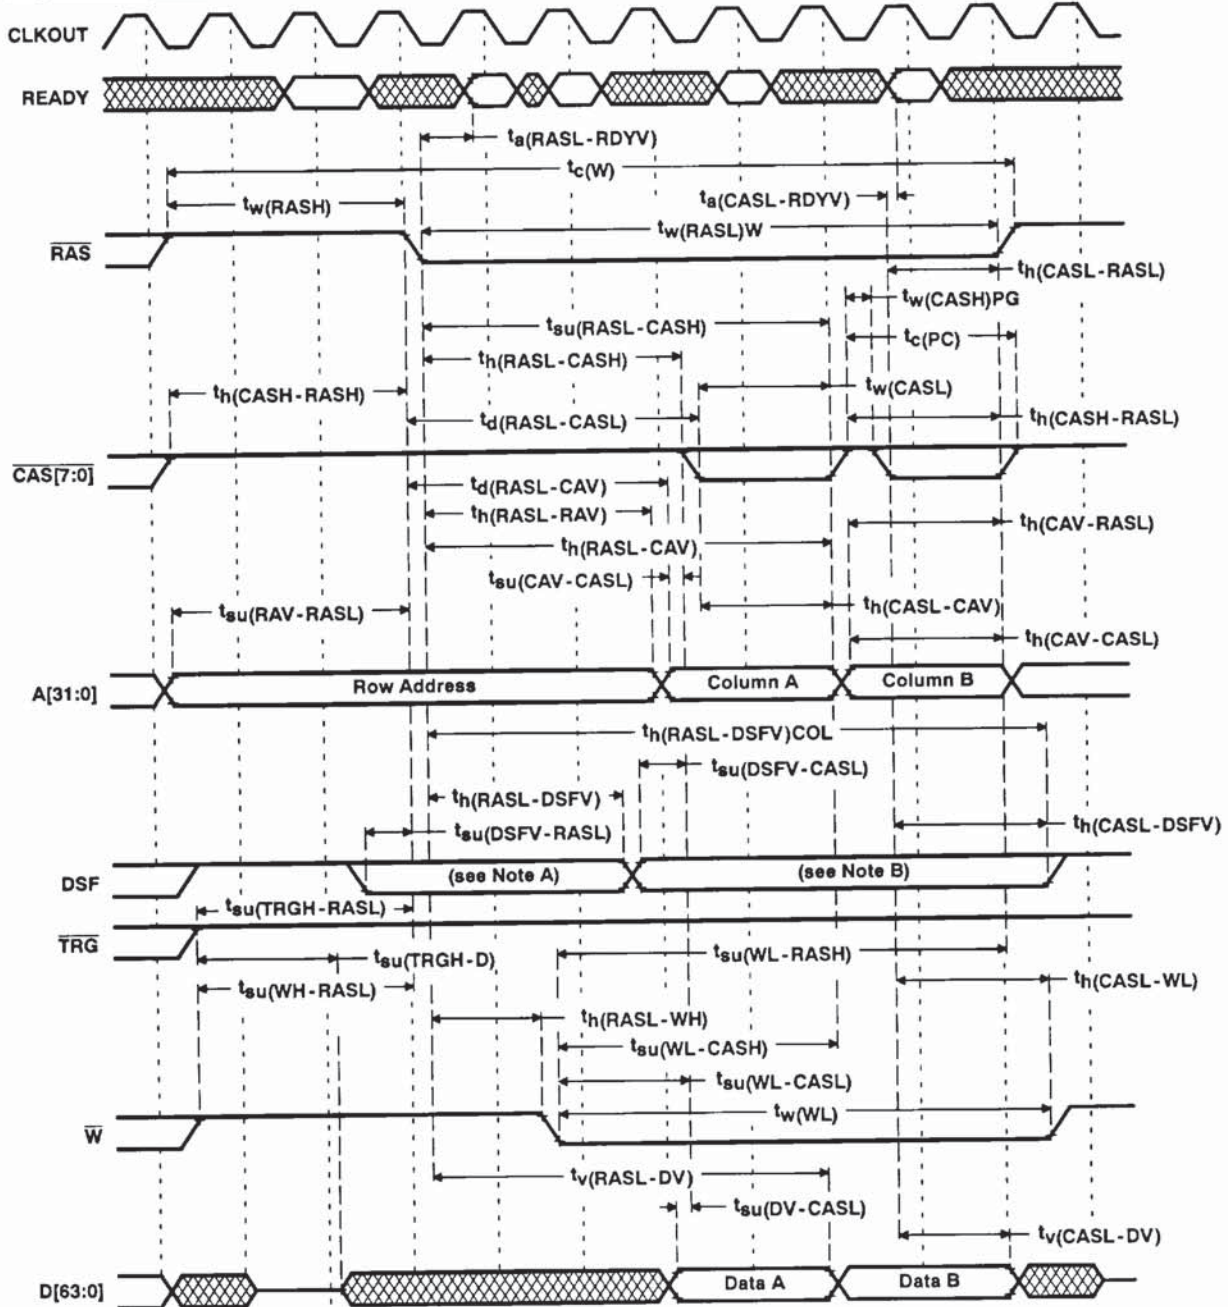 CLKOUT
READY
ta(RASL-RDYV)
tc(W)
ta(CASL-RDYV)
tw(RASH)
tw(RASL)W
RAS
th(CASL-RASL)
tw(CASH)PG
tsu(RASL-CASH)
tc(PC)
th(RASL-CASH)
th(CASH-RASH)
tw(CASL)
td(RASL-CASL)
th(CASH-RASL)
CAS[7:0]
td(RASL-CAV)
th(RASL-RAV)
th(CAV-RASL)
th(RASL-CAV)
tsu(CAV-CASL)
tsu(RAV-RASL)
th(CASL-CAV)
th(CAV-CASL)
A[31:0]
Row Address
Column A
Column B
th(RASL-DSFV)COL
tsu(DSFV-CASL)
th(RASL-DSFV)
tsu(DSFV-RASL)
th(CASL-DSFV)
DSF
(see Note A)
(see Note B)
tsu(TRGH-RASL)
TRG
tsu(TRGH-D)
tsu(WL-RASH)
tsu(WH-RASL)
th(CASL-WL)
th(RASL-WH)
tsu(WL-CASH)
tsu(WL-CASL)
tw(WL)
W
tv(RASL-DV)
tsu(DV-CASL)
tv(CASL-DV)
D[63:0]
Data A
Data B